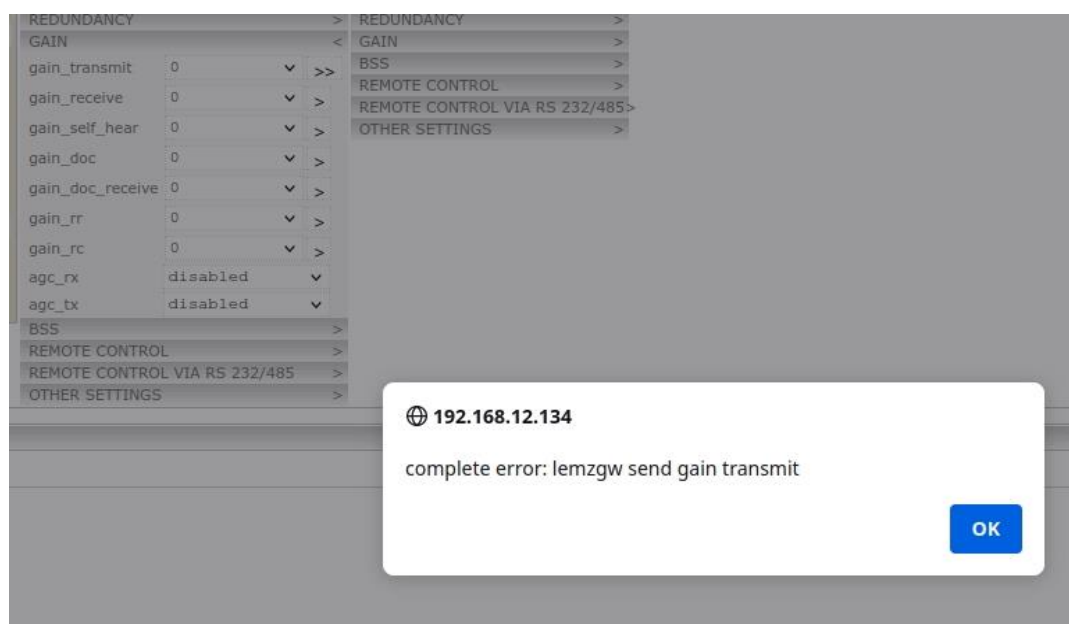 REDUNDANCY >
GAIN <
gain_transmit 0 >>
gain_receive 0 >
gain_self_hear 0 >
gain_doc 0 >
gain_doc_receive 0 >
gain_rr 0 >
gain_rc 0 >
agc_rx disabled
agc_tx disabled
BSS >
REMOTE CONTROL >
REMOTE CONTROL VIA RS 232/485 >
OTHER SETTINGS >
REDUNDANCY >
GAIN >
BSS >
REMOTE CONTROL >
REMOTE CONTROL VIA RS 232/485>
OTHER SETTINGS >
192.168.12.134
complete error: lemzgw send gain transmit
OK